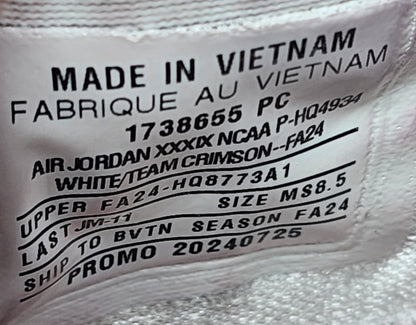 MADE IN VIETNAM
FABRIQUE AU VIETNAM
1738655 PC
AIR JORDAN XXXIX NCAA P-HQ4934
WHITE/TEAM CRIMSON--FA24
UPPER FA24-HQ8773A1
LAST JM-11 SIZE MS8.5
SHIP TO BVTN SEASON FA24
PROMO 20240725